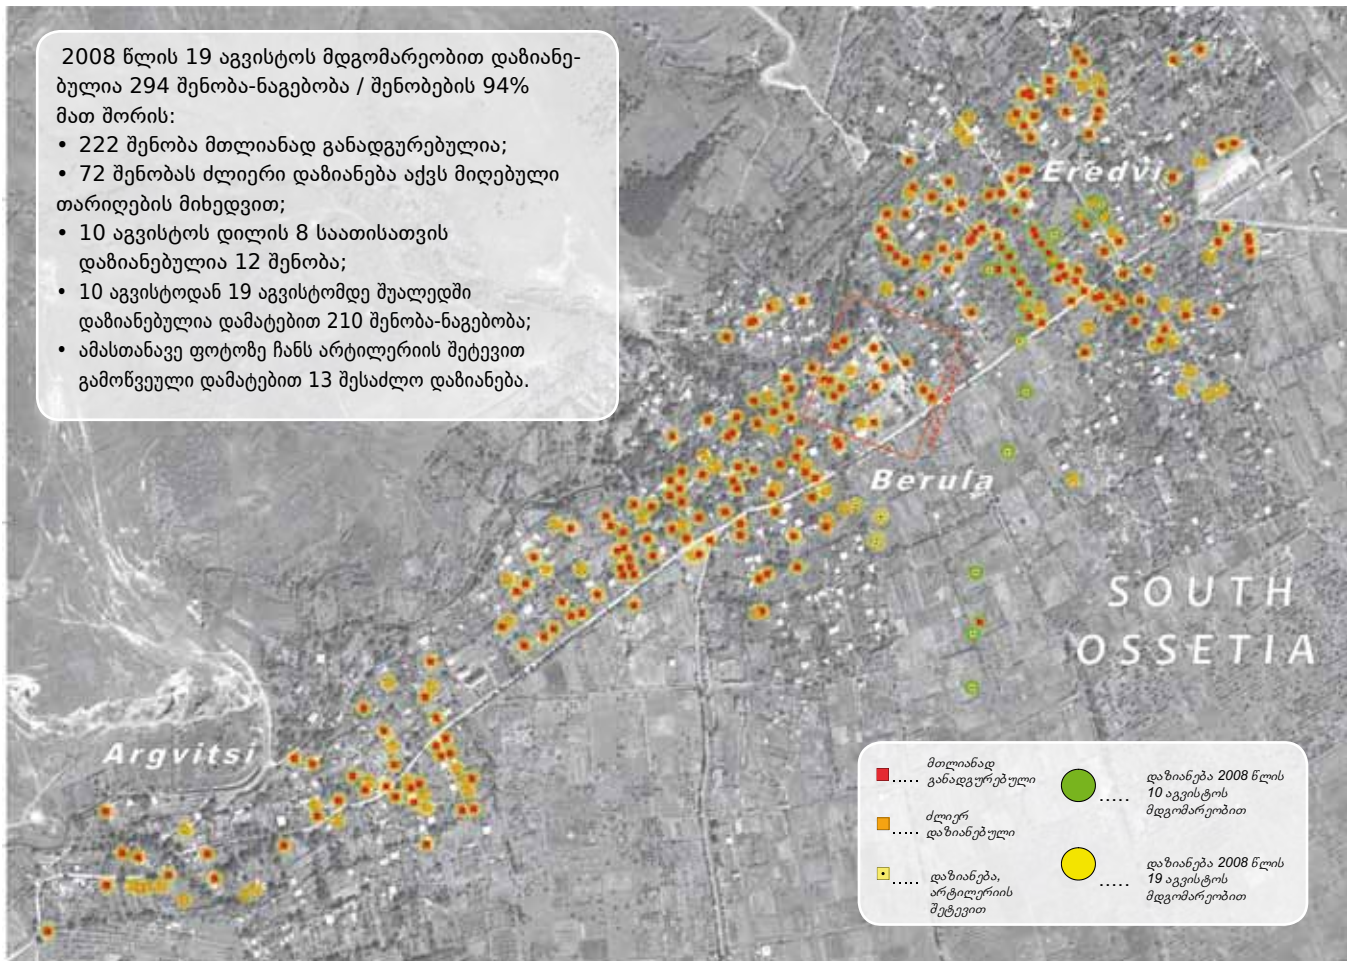 2008 წლის 19 აგვისტოს მდგომარეობით დაზიანე-
ბულია 294 შენობა-ნაგებობა / შენობების 94%
მათ შორის:
• 222 შენობა მთლიანად განადგურებულია;
• 72 შენობას ძლიერი დაზიანება აქვს მიღებული
თარიღების მიხედვით;
• 10 აგვისტოს დილის 8 საათისათვის
დაზიანებულია 12 შენობა;
• 10 აგვისტოდან 19 აგვისტომდე შუალედში
დაზიანებულია დამატებით 210 შენობა-ნაგებობა;
• ამასთანავე ფოტოზე ჩანს არტილერიის შეტევით
გამოწვეული დამატებით 13 შესაძლო დაზიანება.
Eredvi
Berula
SOUTH
OSSETIA
Argvitsi
..... მთლიანად
განადგურებული
..... ძლიერ
დაზიანებული
..... დაზიანება,
არტილერიის
შეტევით
..... დაზიანება 2008 წლის
10 აგვისტოს
მდგომარეობით
..... დაზიანება 2008 წლის
19 აგვისტოს
მდგომარეობით